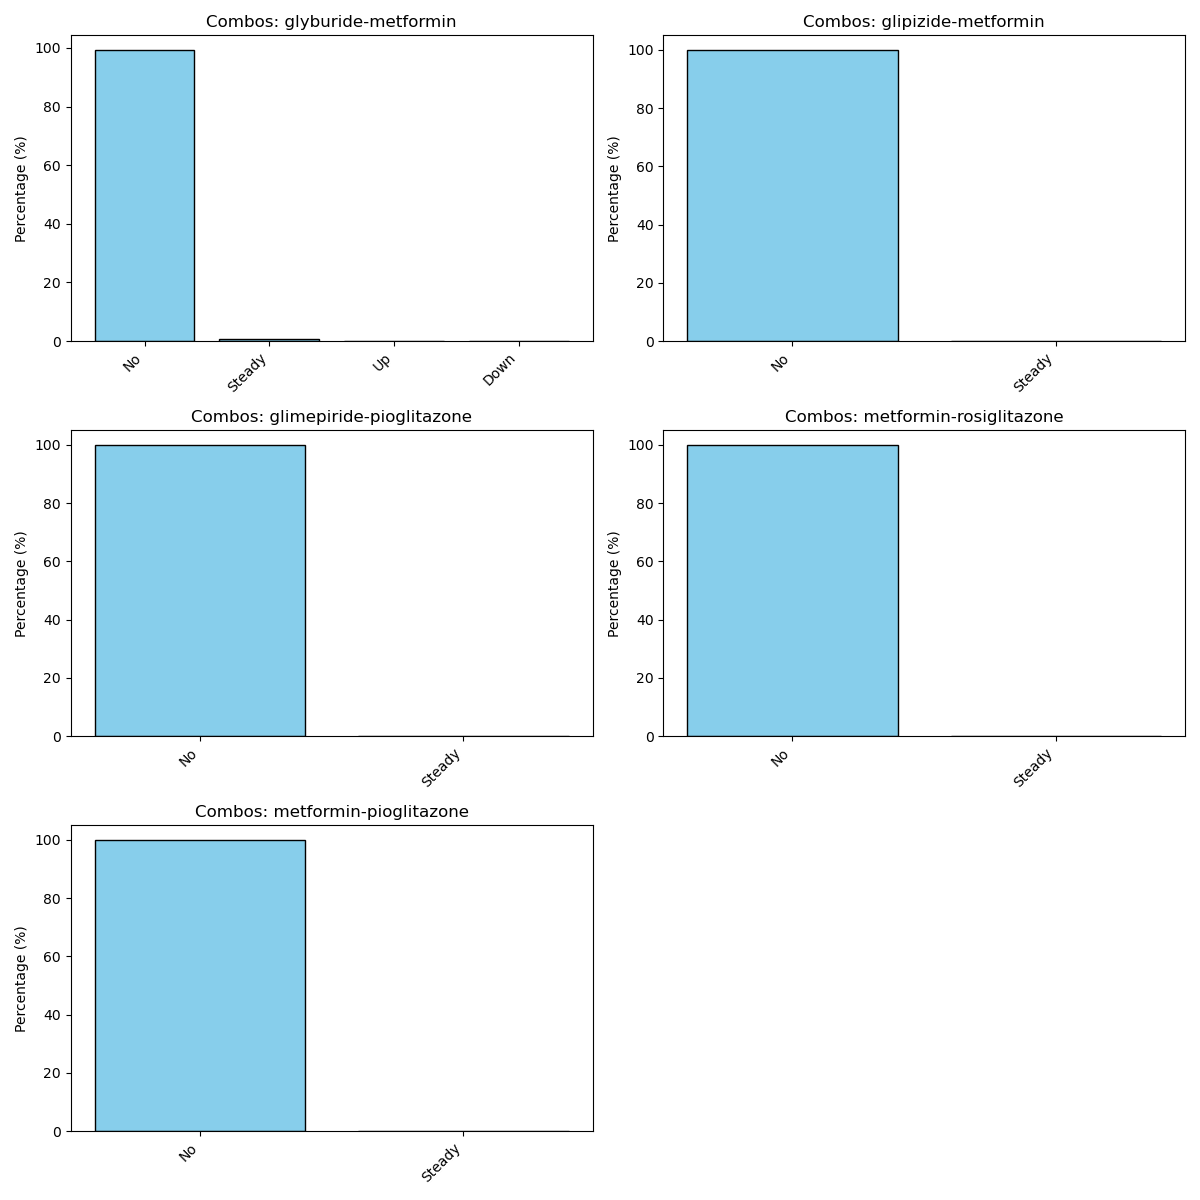 Combos: glyburide-metformin
Percentage (%)
100
80
60
40
20
0
No
Steady
Up
Down
Combos: glipizide-metformin
Percentage (%)
100
80
60
40
20
0
No
Steady
Combos: glimepiride-pioglitazone
Percentage (%)
100
80
60
40
20
0
No
Steady
Combos: metformin-rosiglitazone
Percentage (%)
100
80
60
40
20
0
No
Steady
Combos: metformin-pioglitazone
Percentage (%)
100
80
60
40
20
0
No
Steady